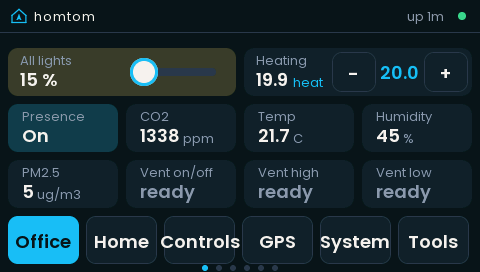 homtom
up 1m
All lights
15 %
Heating
19.9 heat
- 20.0 +
Presence
On
CO2
1338 ppm
Temp
21.7 C
Humidity
45 %
PM2.5
5 ug/m3
Vent on/off
ready
Vent high
ready
Vent low
ready
Office
Home
Controls
GPS
System
Tools